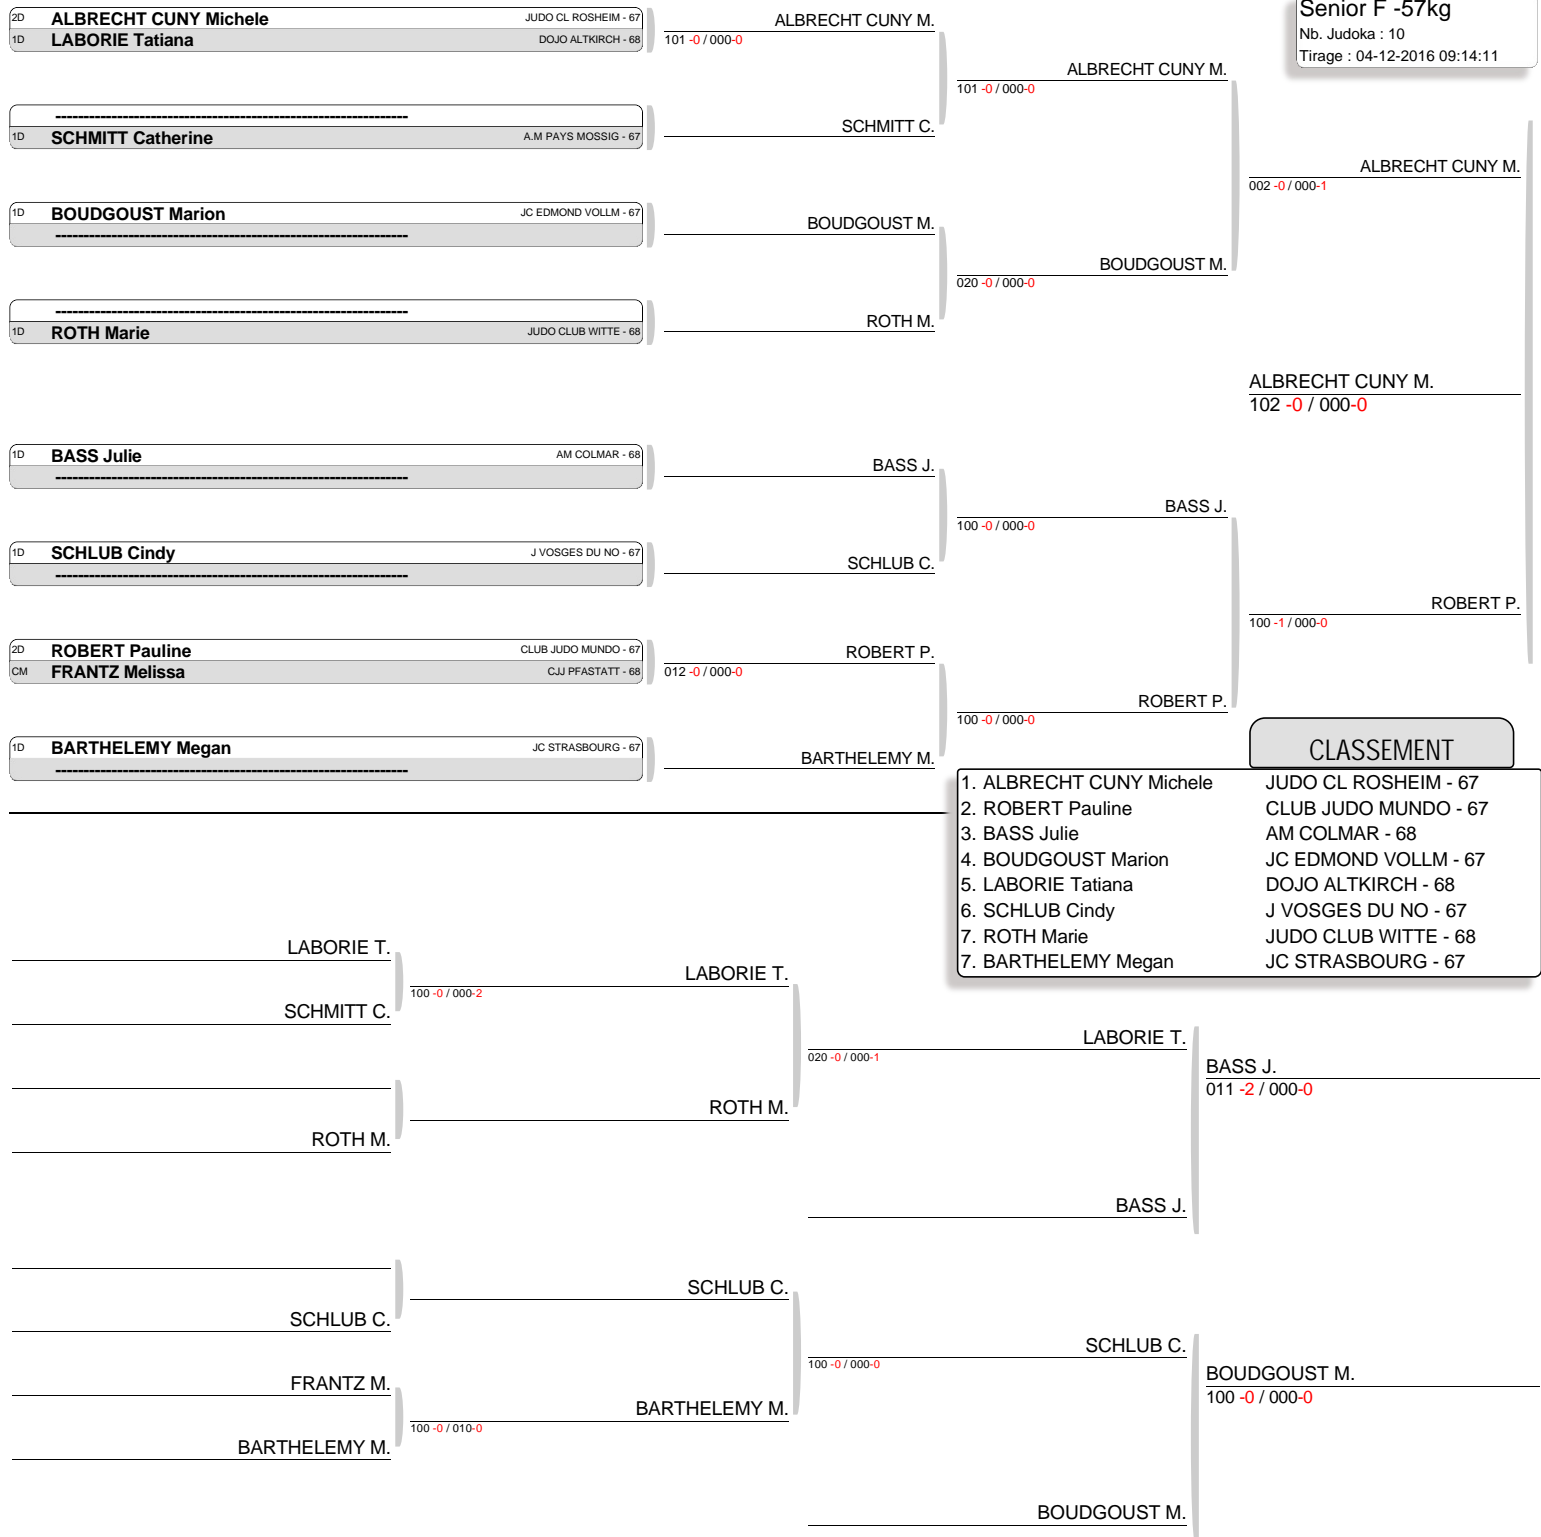 Senior F -57kg
Nb. Judoka : 10
Tirage : 04-12-2016 09:14:11
2D ALBRECHT CUNY Michele JUDO CL ROSHEIM - 67
1D LABORIE Tatiana DOJO ALTKIRCH - 68
------------------------------------------------------------
1D SCHMITT Catherine A.M PAYS MOSSIG - 67
1D BOUDGOUST Marion JC EDMOND VOLLM - 67
------------------------------------------------------------
------------------------------------------------------------
1D ROTH Marie JUDO CLUB WITTE - 68
1D BASS Julie AM COLMAR - 68
------------------------------------------------------------
1D SCHLUB Cindy J VOSGES DU NO - 67
------------------------------------------------------------
2D ROBERT Pauline CLUB JUDO MUNDO - 67
CM FRANTZ Melissa CJJ PFASTATT - 68
1D BARTHELEMY Megan JC STRASBOURG - 67
------------------------------------------------------------
ALBRECHT CUNY M.
101 -0 / 000-0
SCHMITT C.
BOUDGOUST M.
ROTH M.
BASS J.
SCHLUB C.
ROBERT P.
012 -0 / 000-0
BARTHELEMY M.
ALBRECHT CUNY M.
101 -0 / 000-0
BOUDGOUST M.
020 -0 / 000-0
BASS J.
100 -0 / 000-0
ROBERT P.
100 -0 / 000-0
ALBRECHT CUNY M.
002 -0 / 000-1
ALBRECHT CUNY M.
102 -0 / 000-0
ROBERT P.
100 -1 / 000-0
CLASSEMENT
1. ALBRECHT CUNY Michele JUDO CL ROSHEIM - 67
2. ROBERT Pauline CLUB JUDO MUNDO - 67
3. BASS Julie AM COLMAR - 68
4. BOUDGOUST Marion JC EDMOND VOLLM - 67
5. LABORIE Tatiana DOJO ALTKIRCH - 68
6. SCHLUB Cindy J VOSGES DU NO - 67
7. ROTH Marie JUDO CLUB WITTE - 68
7. BARTHELEMY Megan JC STRASBOURG - 67
LABORIE T.
SCHMITT C.
ROTH M.
SCHLUB C.
FRANTZ M.
BARTHELEMY M.
LABORIE T.
100 -0 / 000-2
ROTH M.
SCHLUB C.
BARTHELEMY M.
100 -0 / 010-0
LABORIE T.
020 -0 / 000-1
BASS J.
SCHLUB C.
100 -0 / 000-0
BOUDGOUST M.
BASS J.
011 -2 / 000-0
BOUDGOUST M.
100 -0 / 000-0